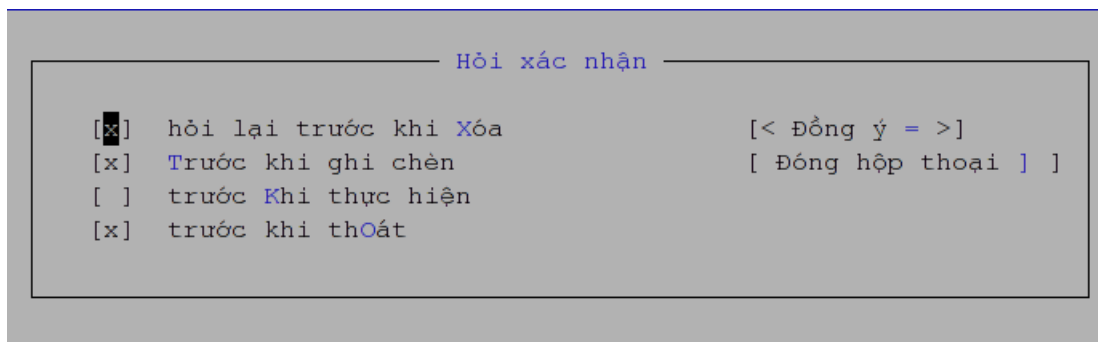 Hỏi xác nhận
[x] hỏi lại trước khi Xóa [< Đồng ý = >]
[x] Trước khi ghi chèn [ Đóng hộp thoại ] ]
[ ] trước Khi thực hiện
[x] trước khi thOát